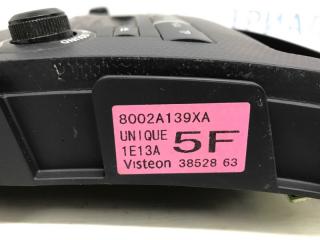 8002A139XA
UNIQUE 5F
1E13A
Visteon 38528 63